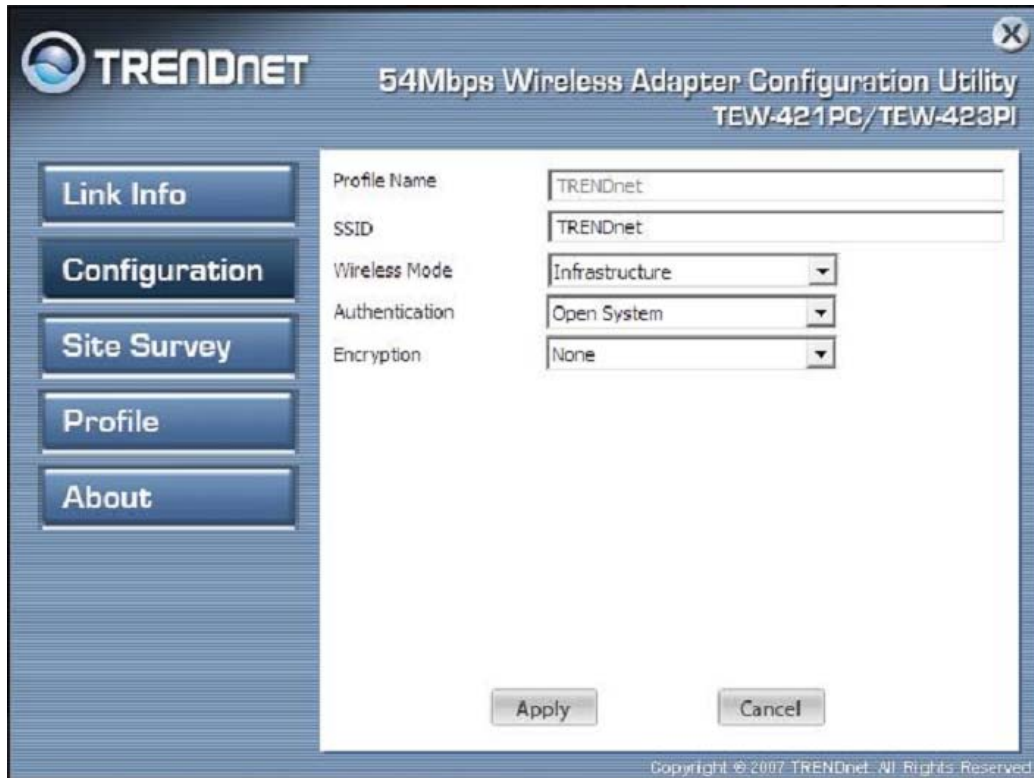 X
TRENDnet
54Mbps Wireless Adapter Configuration Utility
TEW-421PC/TEW-423PI
Link Info
Configuration
Site Survey
Profile
About
Profile Name TRENDnet
SSID TRENDnet
Wireless Mode Infrastructure
Authentication Open System
Encryption None
Apply Cancel
Copyright © 2007 TRENDnet. All Rights Reserved